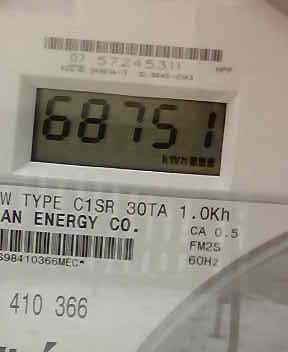 07 57245311
68751
kWh
W TYPE C1SR 30TA 1.0Kh
AN ENERGY CO.
CA 0.5
FM25
60Hz
S98410366MEC*
410 366